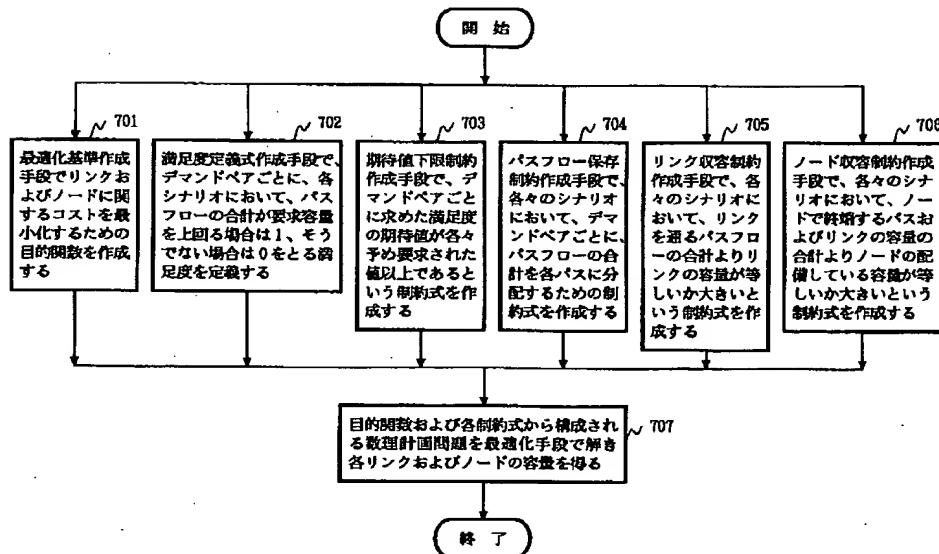 開 始
701
最適化基準作成
手段でリンクお
よびノードに関
するコストを最
小化するための
目的関数を作成
する
702
満足度定義式作成手段で、
デマンドペアごとに、各
シナリオにおいて、パス
フローの合計が要求容量
を上回る場合は1、そう
でない場合は0をとる満
足度を定義する
703
期待値下限制約
作成手段で、デ
マンドペアごと
に求めた満足度
の期待値が各々
予め要求された
値以上であると
いう制約式を作
成する
704
パスフロー保存
制約作成手段で、
各々のシナリオ
において、デマ
ンドペアごとに、
パスフローの合
計を各パスに分
配するための制
約式を作成する
705
リンク収容制約
作成手段で、各
々のシナリオに
おいて、リンク
を通るパスフロ
ーの合計よりリ
ンクの容量が等
しいか大きいと
いう制約式を作
成する
706
ノード収容制約作成
手段で、各々のシナ
リオにおいて、ノー
ドで終端するパスお
よびリンクの容量の
合計よりノードの配
備している容量が等
しいか大きいという
制約式を作成する
目的関数および各制約式から構成され
る数理計画問題を最適化手段で解き
各リンクおよびノードの容量を得る
707
終 了